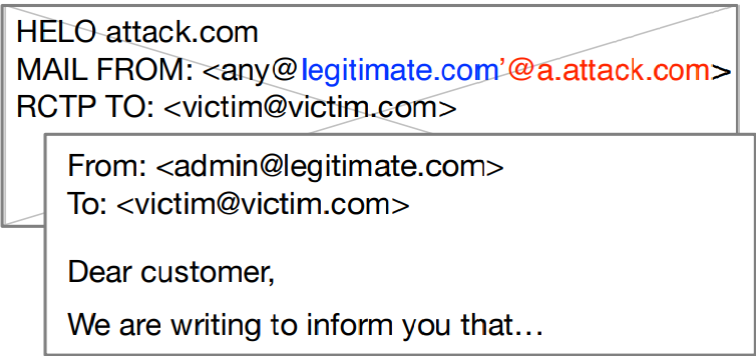 HELO attack.com
MAIL FROM: <any@legitimate.com’@a.attack.com>
RCTP TO: <victim@victim.com>
From: <admin@legitimate.com>
To: <victim@victim.com>
Dear customer,
We are writing to inform you that…